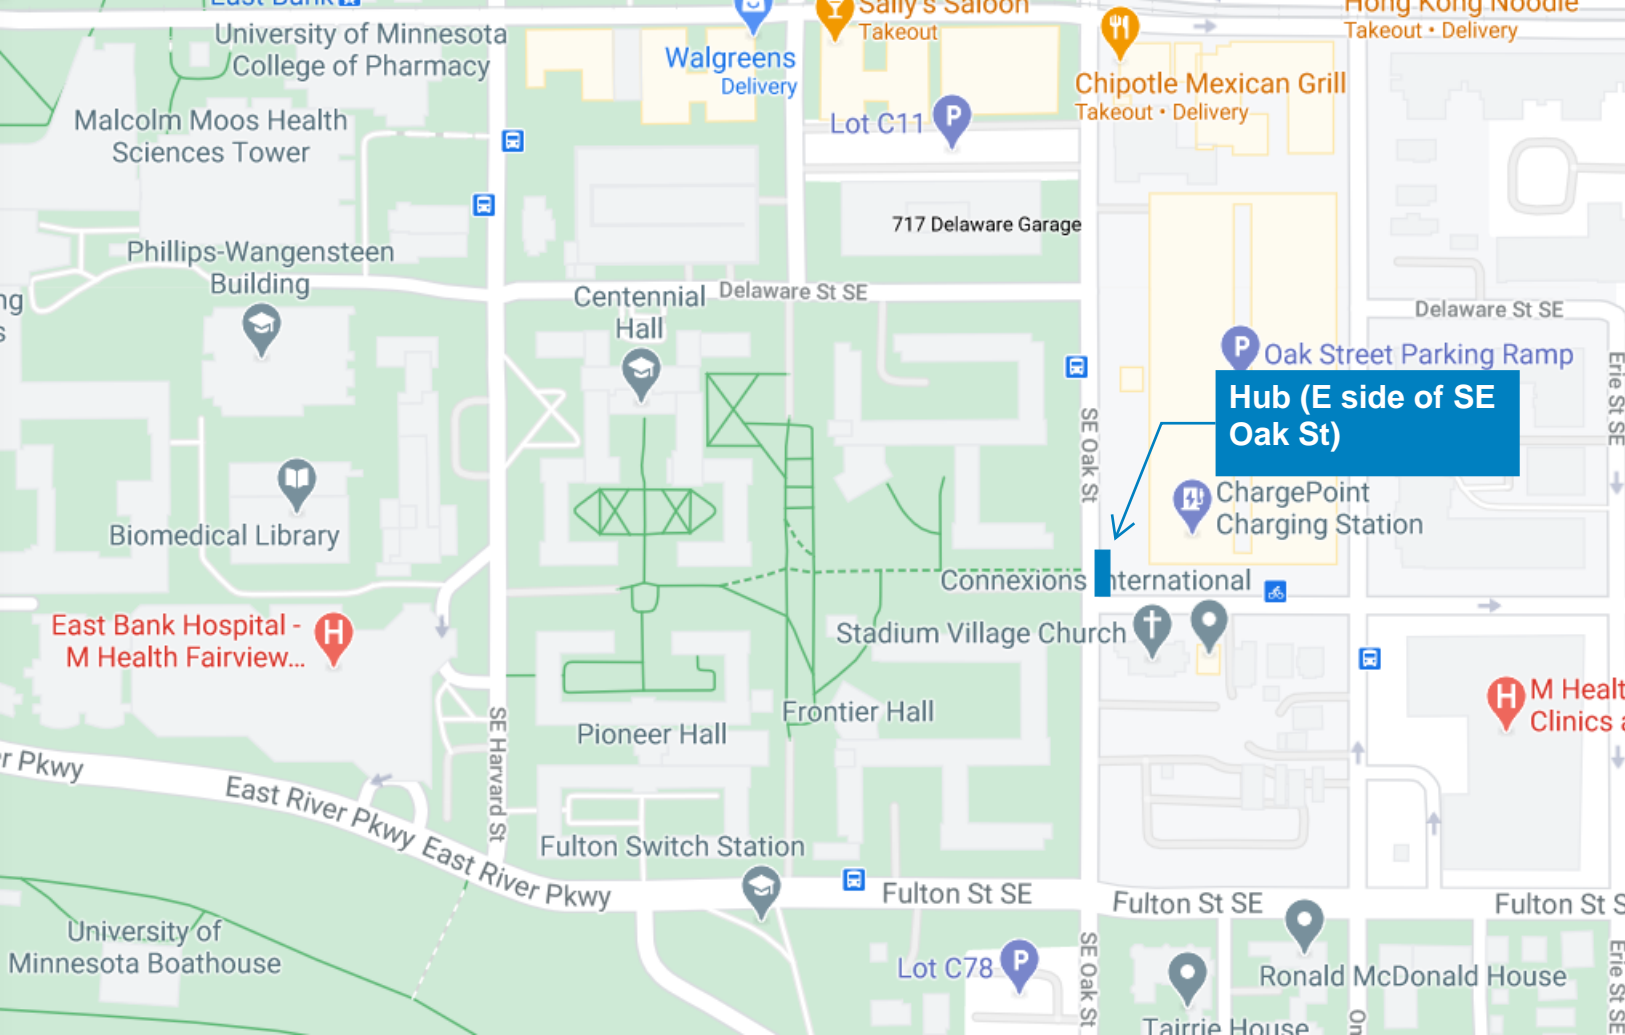 East Bank
University of Minnesota
College of Pharmacy
Malcolm Moos Health
Sciences Tower
Walgreens
Delivery
Sally's Saloon
Takeout
Hong Kong Noodle
Takeout • Delivery
Chipotle Mexican Grill
Takeout • Delivery
Lot C11
P
717 Delaware Garage
Phillips-Wangensteen
Building
Centennial
Hall
Delaware St SE
Delaware St SE
P
Oak Street Parking Ramp
Hub (E side of SE
Oak St)
SE Oak St
Erie St SE
ChargePoint
Charging Station
Biomedical Library
Connexions International
Stadium Village Church
East Bank Hospital -
M Health Fairview...
H
H
M Healt
Clinics
Pioneer Hall
Frontier Hall
SE Harvard St
r Pkwy
East River Pkwy
East River Pkwy
Fulton Switch Station
Fulton St SE
Fulton St SE
Fulton St S
University of
Minnesota Boathouse
Lot C78
P
SE Oak St
Ronald McDonald House
Tairrie House
On
Erie St SE